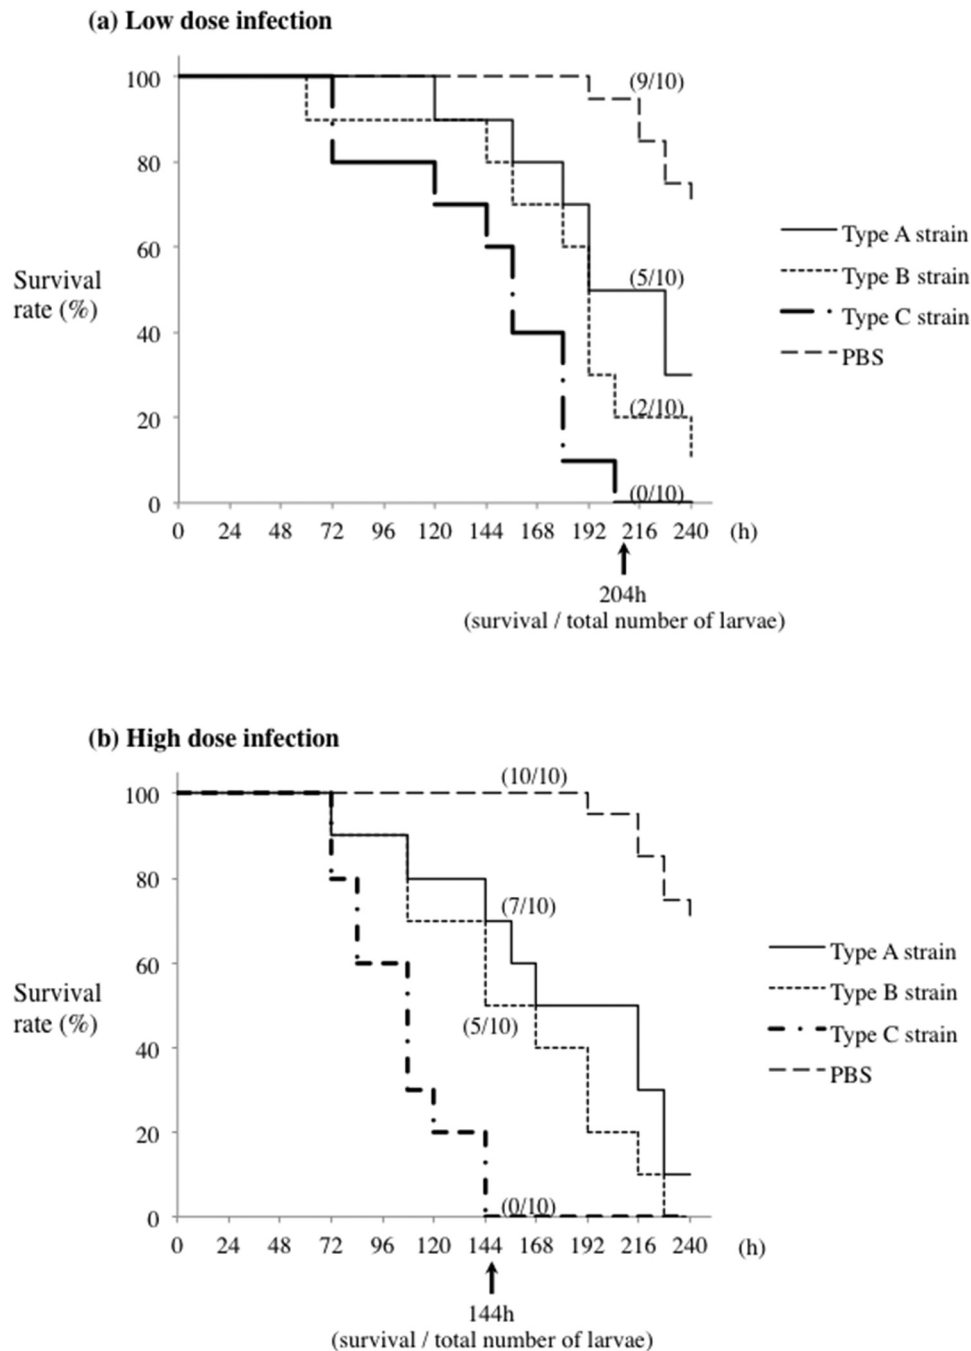 (a) Low dose infection
100
80
60
40
20
0
Survival
rate (%)
(9/10)
(5/10)
(2/10)
(0/10)
Type A strain
Type B strain
Type C strain
PBS
0 24 48 72 96 120 144 168 192 216 240 (h)
204h
(survival / total number of larvae)
(b) High dose infection
100
80
60
40
20
0
Survival
rate (%)
(10/10)
(7/10)
(5/10)
(0/10)
Type A strain
Type B strain
Type C strain
PBS
0 24 48 72 96 120 144 168 192 216 240 (h)
144h
(survival / total number of larvae)